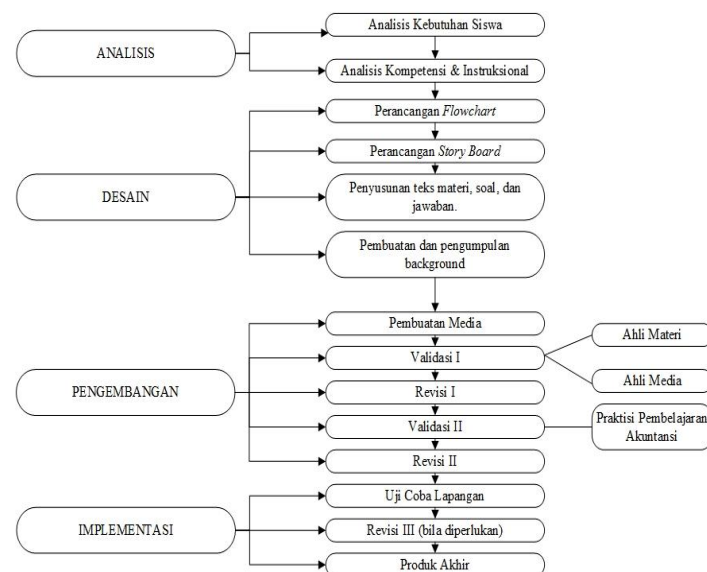 Analisis Kebutuhan Siswa
ANALISIS
Analisis Kompetensi & Instruksional
Perancangan Flowchart
Perancangan Story Board
DESAIN
Penyusunan teks materi, soal, dan
jawaban.
Pembuatan dan pengumpulan
background
Pembuatan Media
Ahli Materi
Validasi I
Ahli Media
PENGEMBANGAN
Revisi I
Praktisi Pembelajaran
Akuntansi
Validasi II
Revisi II
Uji Coba Lapangan
IMPLEMENTASI
Revisi III (bila diperlukan)
Produk Akhir